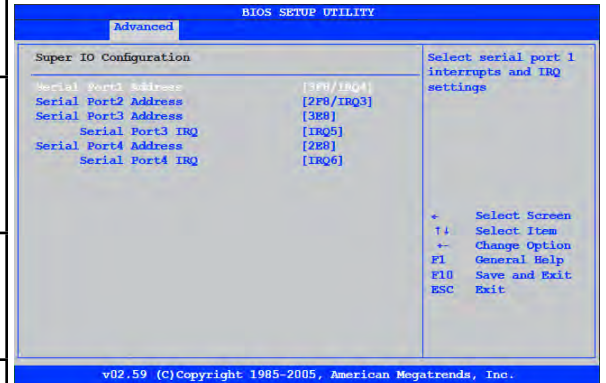 BIOS SETUP UTILITY
Advanced
Super IO Configuration
Serial Port1 Address [3F8/IRQ4]
Serial Port2 Address [2F8/IRQ3]
Serial Port3 Address [3E8]
Serial Port3 IRQ [IRQ5]
Serial Port4 Address [2E8]
Serial Port4 IRQ [IRQ6]
Select serial port 1
interrupts and IRQ
settings
← Select Screen
↑↓ Select Item
+- Change Option
F1 General Help
F10 Save and Exit
ESC Exit
v02.59 (C)Copyright 1985-2005, American Megatrends, Inc.